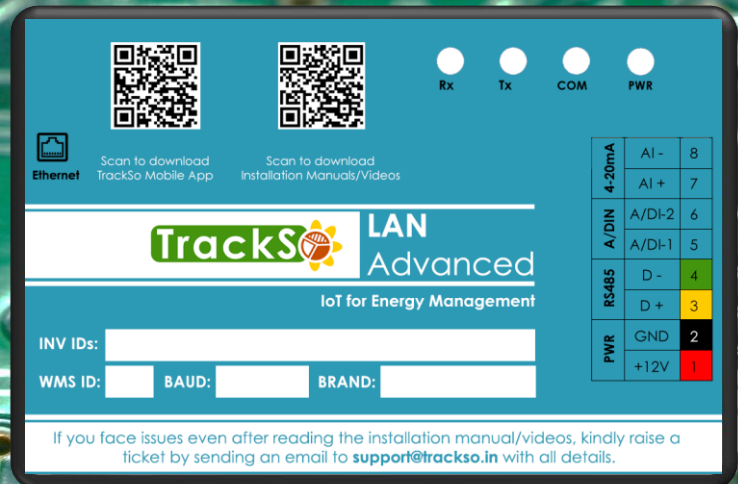 Rx Tx COM PWR
Ethernet
Scan to download
TrackSo Mobile App
Scan to download
Installation Manuals/Videos
TrackSo
LAN
Advanced
IoT for Energy Management
INV IDs:
WMS ID: BAUD: BRAND:
4-20mA
AI - 8
AI + 7
A/DIN
A/DI-2 6
A/DI-1 5
RS485
D - 4
D + 3
PWR
GND 2
+12V 1
If you face issues even after reading the installation manual/videos, kindly raise a
ticket by sending an email to support@trackso.in with all details.